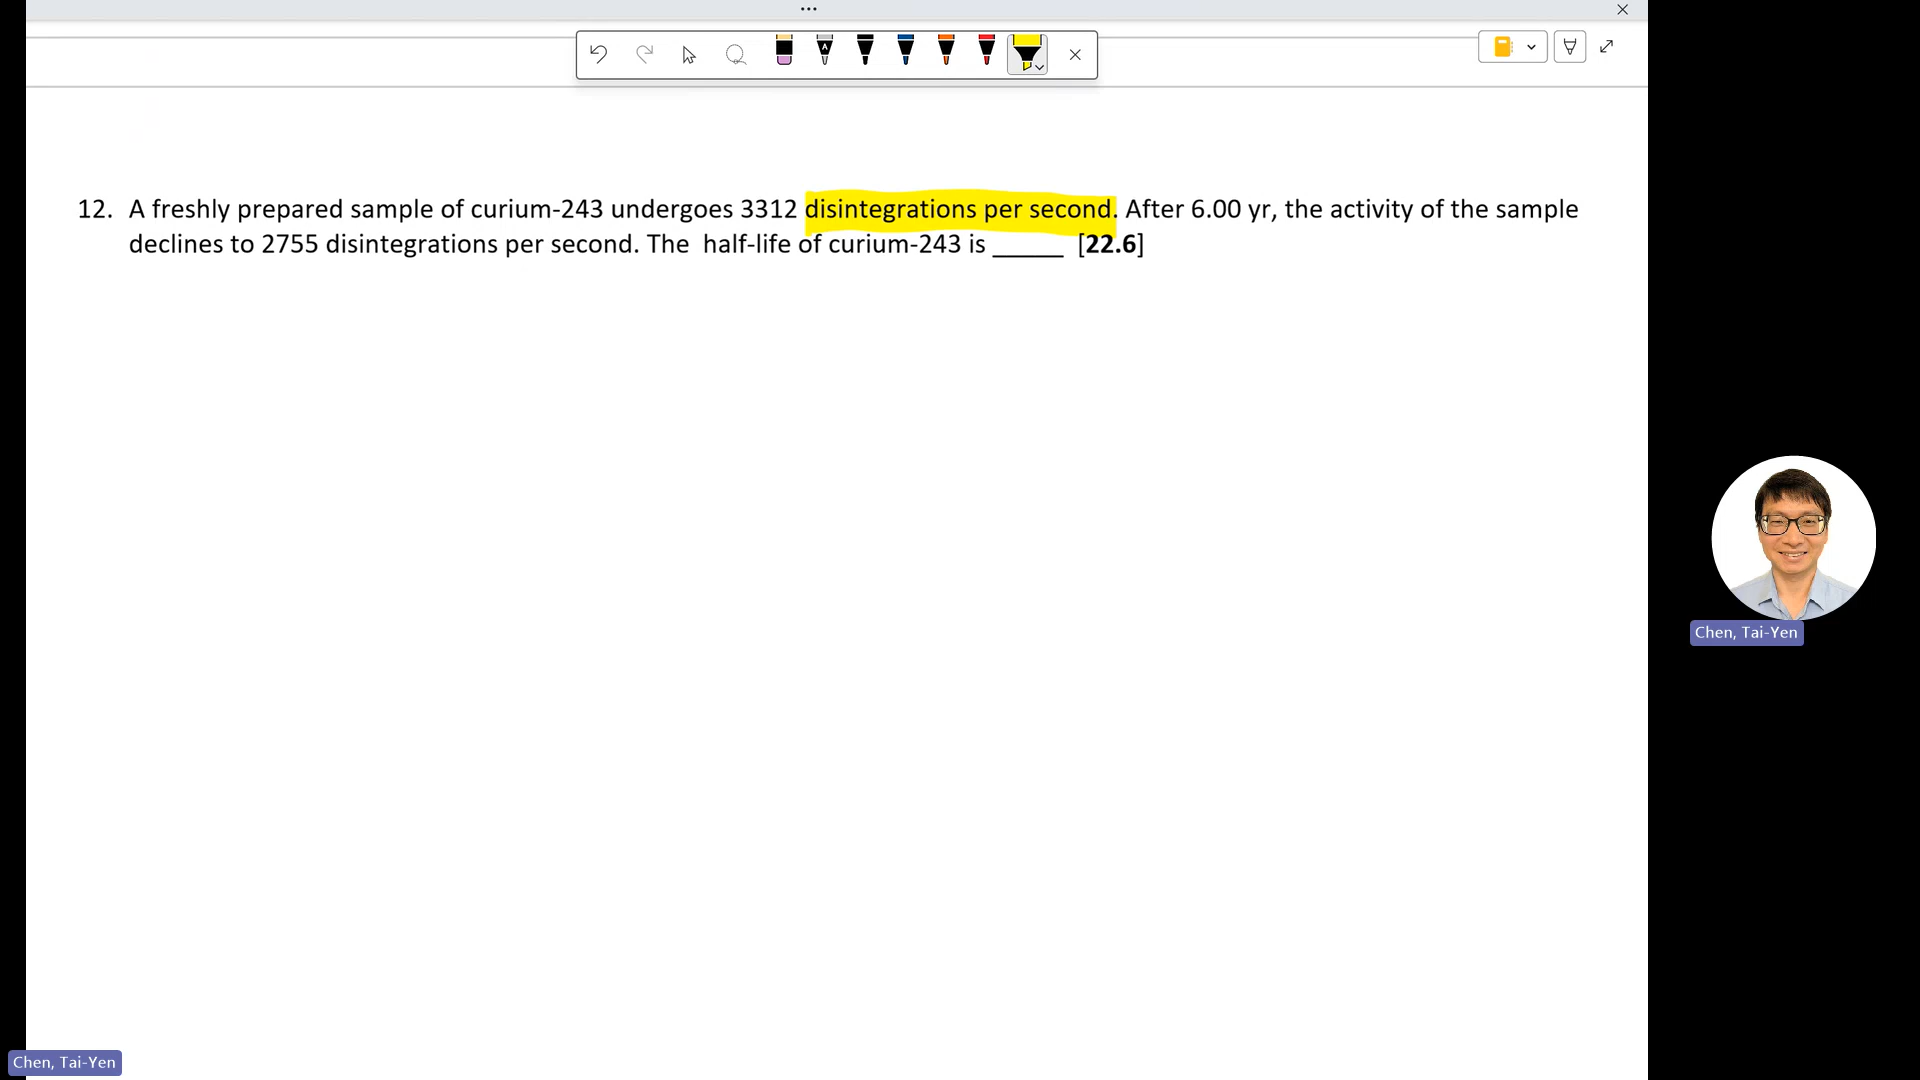 12. A freshly prepared sample of curium-243 undergoes 3312 disintegrations per second. After 6.00 yr, the activity of the sample
declines to 2755 disintegrations per second. The  half-life of curium-243 is ______  [22.6]
Chen, Tai-Yen
Chen, Tai-Yen